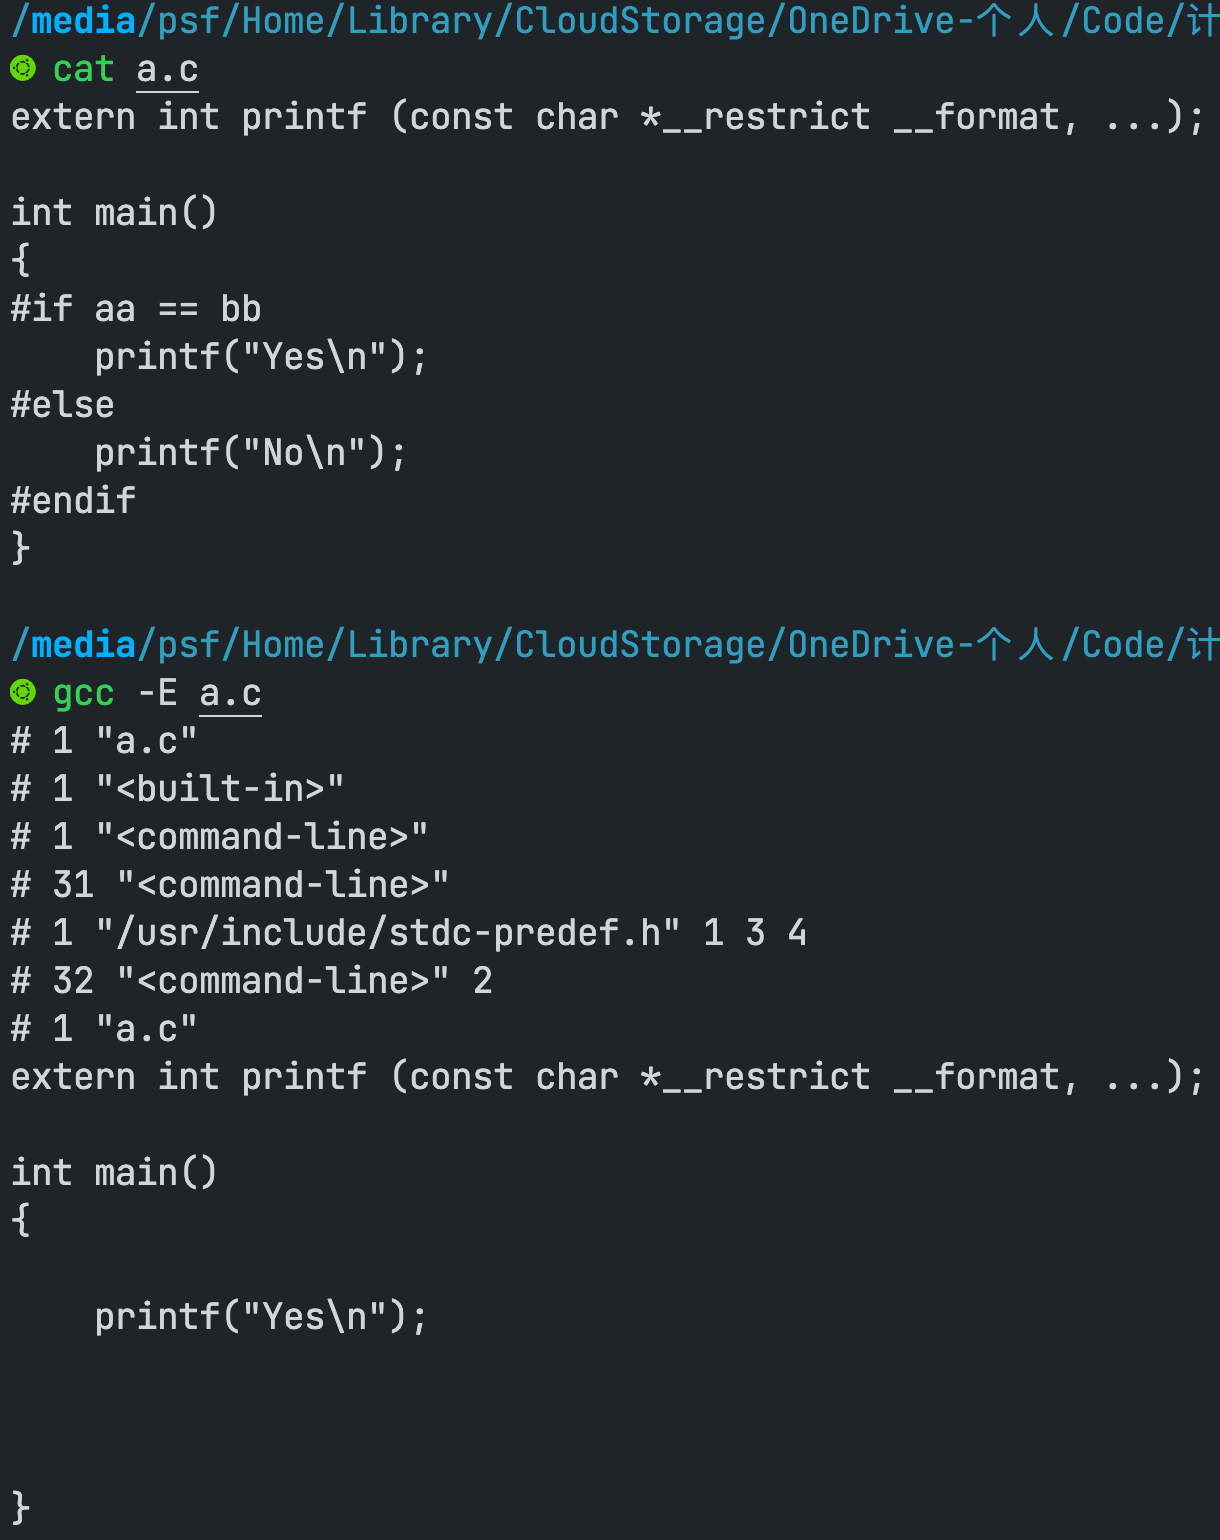 /media/psf/Home/Library/CloudStorage/OneDrive-个人/Code/计
cat a.c
extern int printf (const char *__restrict __format, ...);
int main()
{
#if aa == bb
    printf("Yes\n");
#else
    printf("No\n");
#endif
}
/media/psf/Home/Library/CloudStorage/OneDrive-个人/Code/计
gcc -E a.c
# 1 "a.c"
# 1 "<built-in>"
# 1 "<command-line>"
# 31 "<command-line>"
# 1 "/usr/include/stdc-predef.h" 1 3 4
# 32 "<command-line>" 2
# 1 "a.c"
extern int printf (const char *__restrict __format, ...);
int main()
{
    printf("Yes\n");
}